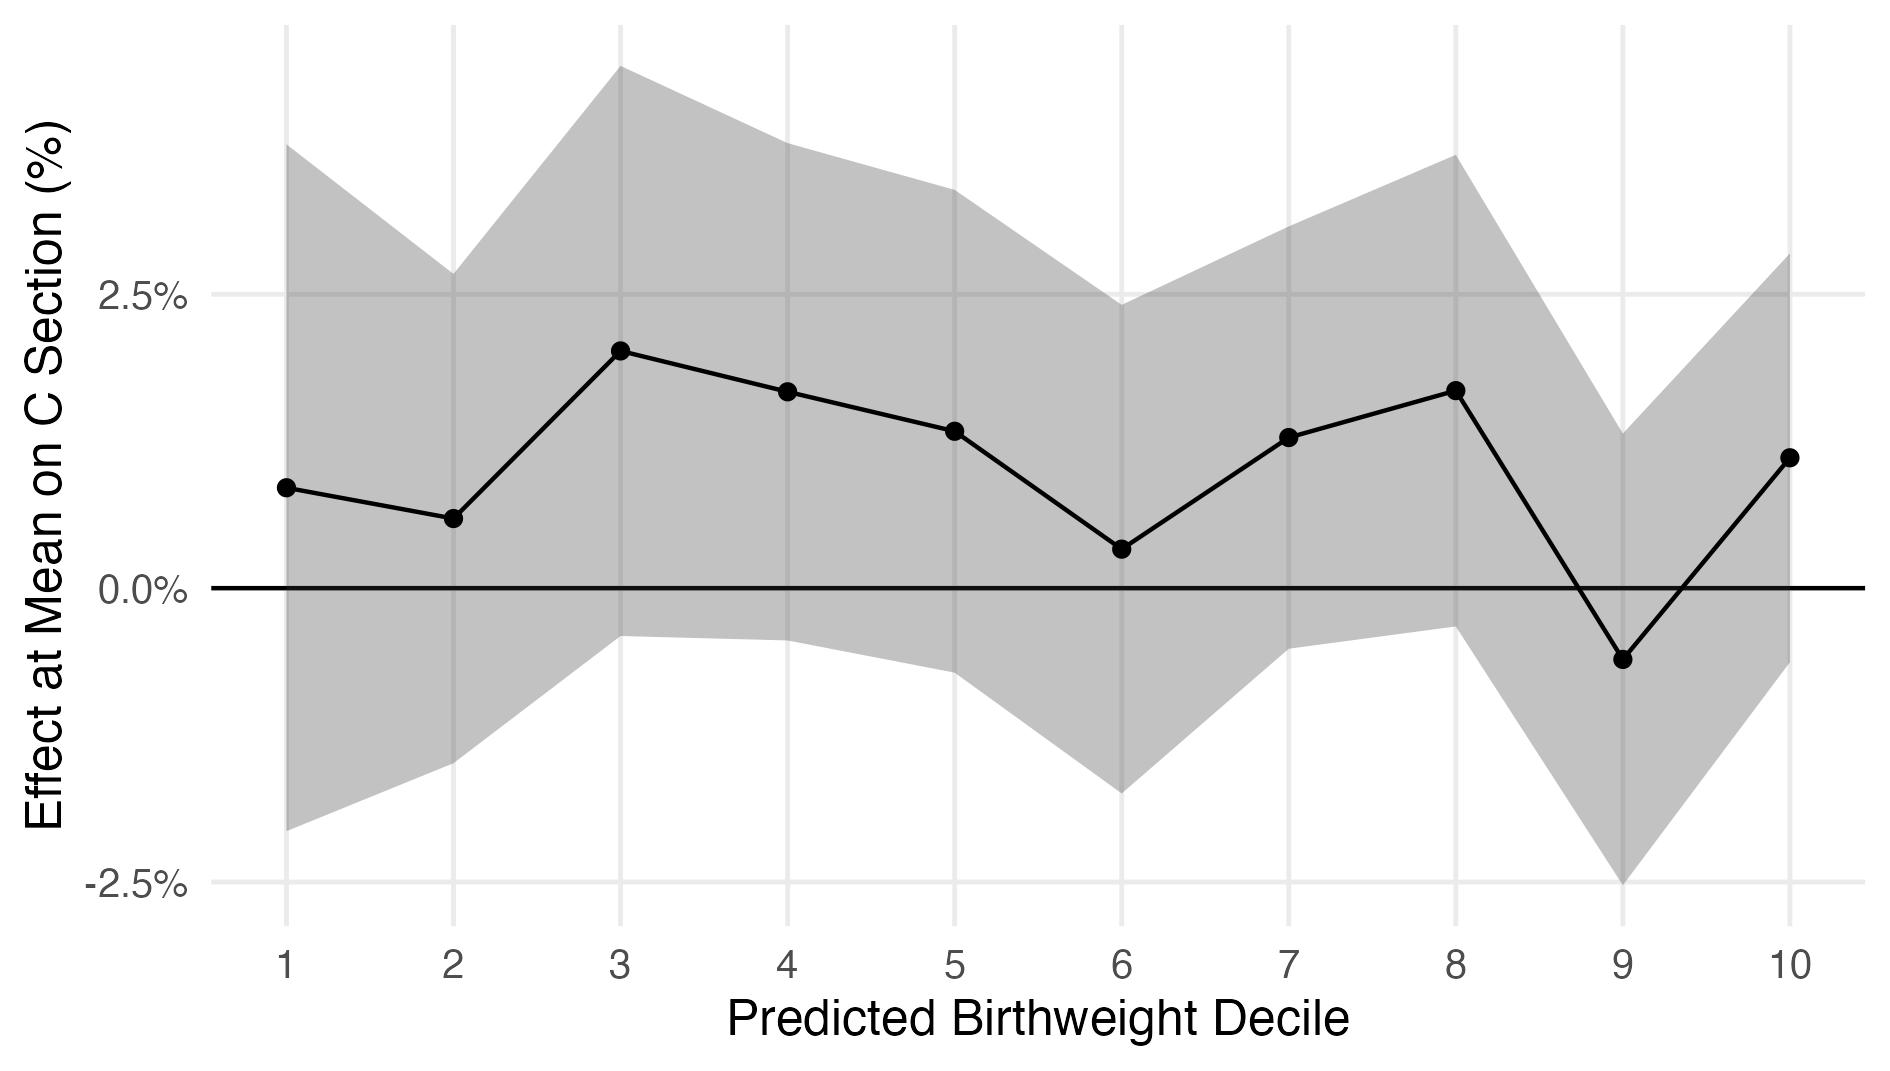 Effect at Mean on C Section (%)
2.5%
0.0%
-2.5%
1 2 3 4 5 6 7 8 9 10
Predicted Birthweight Decile